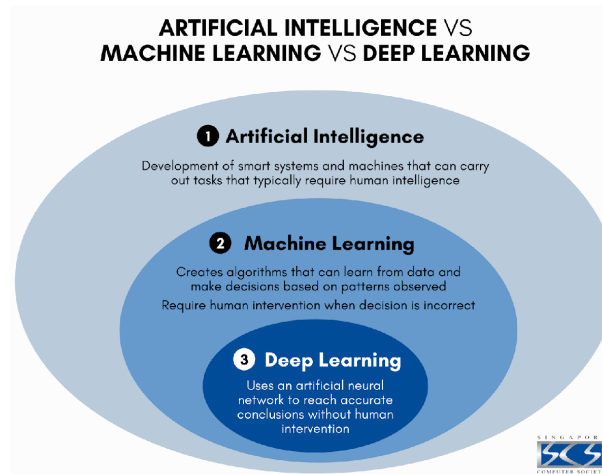 ARTIFICIAL INTELLIGENCE VS
MACHINE LEARNING VS DEEP LEARNING
1 Artificial Intelligence
Development of smart systems and machines that can carry
out tasks that typically require human intelligence
2 Machine Learning
Creates algorithms that can learn from data and
make decisions based on patterns observed
Require human intervention when decision is incorrect
3 Deep Learning
Uses an artificial neural
network to reach accurate
conclusions without human
intervention
SINGAPOR
SCS
COMPUTER SOCIET